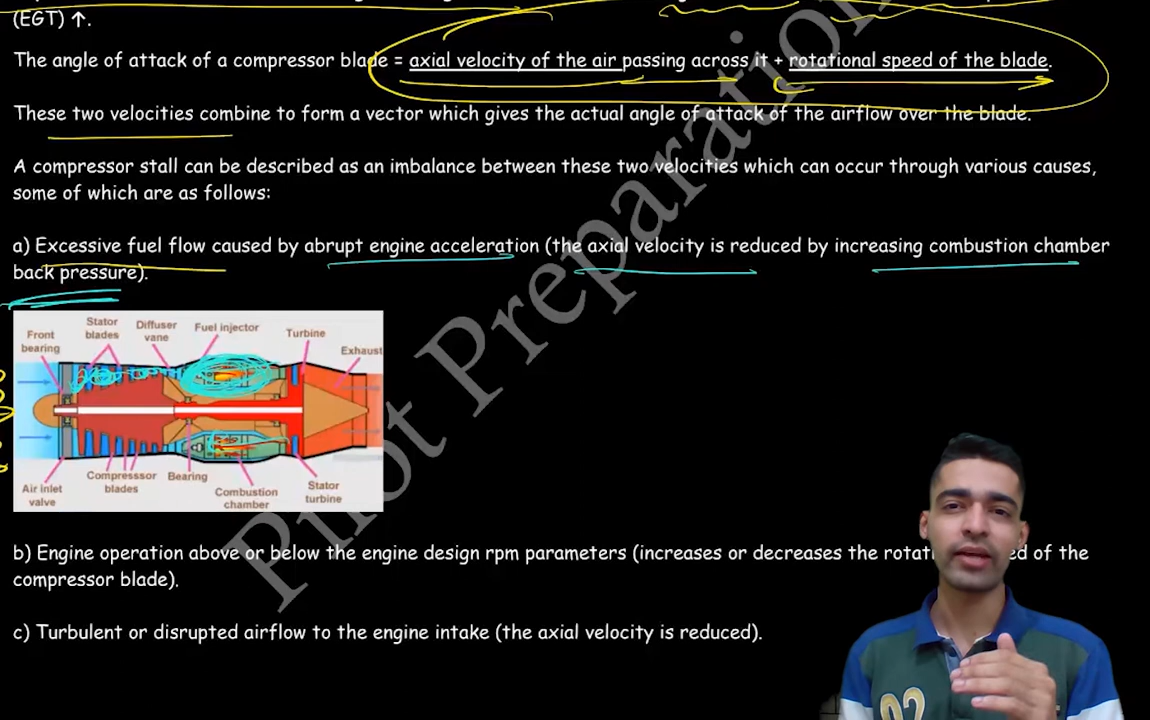 (EGT) ↑.
The angle of attack of a compressor blade = axial velocity of the air passing across it + rotational speed of the blade.
These two velocities combine to form a vector which gives the actual angle of attack of the airflow over the blade.
A compressor stall can be described as an imbalance between these two velocities which can occur through various causes,
some of which are as follows:
a) Excessive fuel flow caused by abrupt engine acceleration (the axial velocity is reduced by increasing combustion chamber
back pressure).
Front
bearing
Stator
blades
Diffuser
vane
Fuel injector
Turbine
Exhaust
Air inlet
valve
Compresssor
blades
Bearing
Combustion
chamber
Stator
turbine
b) Engine operation above or below the engine design rpm parameters (increases or decreases the of the
compressor blade).
c) Turbulent or disrupted airflow to the engine intake (the axial velocity is reduced).
Pilot Preparation
02